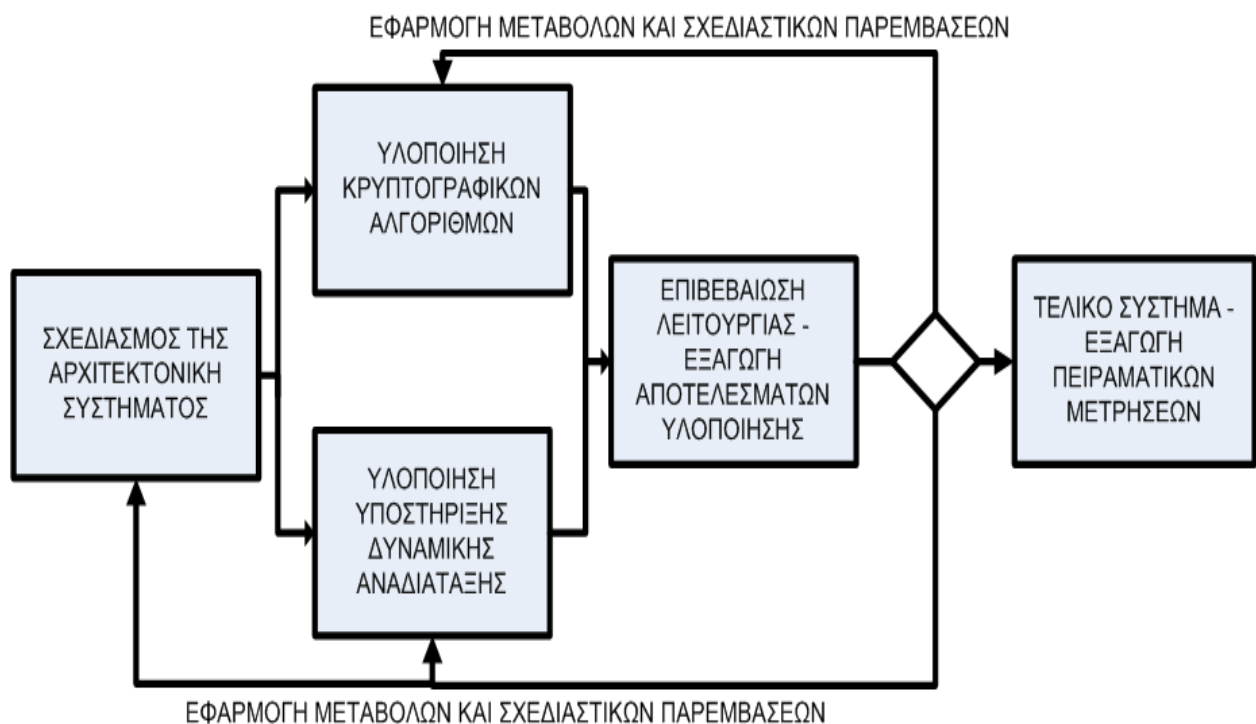 ΕΦΑΡΜΟΓΗ ΜΕΤΑΒΟΛΩΝ ΚΑΙ ΣΧΕΔΙΑΣΤΙΚΩΝ ΠΑΡΕΜΒΑΣΕΩΝ
ΥΛΟΠΟΙΗΣΗ
ΚΡΥΠΤΟΓΡΑΦΙΚΩΝ
ΑΛΓΟΡΙΘΜΩΝ
ΣΧΕΔΙΑΣΜΟΣ ΤΗΣ
ΑΡΧΙΤΕΚΤΟΝΙΚΗ
ΣΥΣΤΗΜΑΤΟΣ
ΥΛΟΠΟΙΗΣΗ
ΥΠΟΣΤΗΡΙΞΗΣ
ΔΥΝΑΜΙΚΗΣ
ΑΝΑΔΙΑΤΑΞΗΣ
ΕΠΙΒΕΒΑΙΩΣΗ
ΛΕΙΤΟΥΡΓΙΑΣ -
ΕΞΑΓΩΓΗ
ΑΠΟΤΕΛΕΣΜΑΤΩΝ
ΥΛΟΠΟΙΗΣΗΣ
ΤΕΛΙΚΟ ΣΥΣΤΗΜΑ -
ΕΞΑΓΩΓΗ
ΠΕΙΡΑΜΑΤΙΚΩΝ
ΜΕΤΡΗΣΕΩΝ
ΕΦΑΡΜΟΓΗ ΜΕΤΑΒΟΛΩΝ ΚΑΙ ΣΧΕΔΙΑΣΤΙΚΩΝ ΠΑΡΕΜΒΑΣΕΩΝ